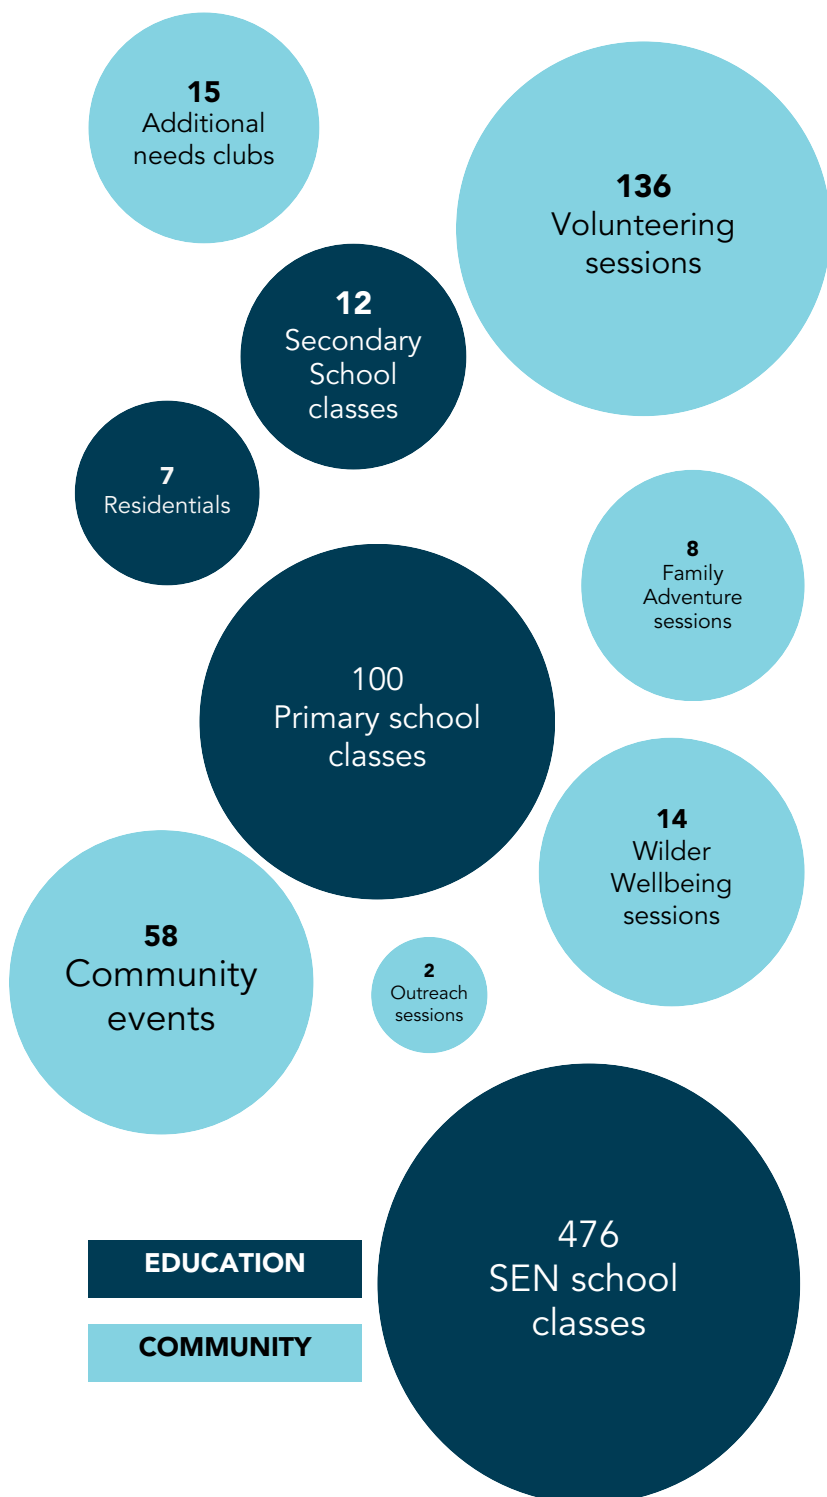 15
Additional
needs clubs
136
Volunteering
sessions
12
Secondary
School
classes
7
Residentials
8
Family
Adventure
sessions
100
Primary school
classes
14
Wilder
Wellbeing
sessions
58
Community
events
2
Outreach
sessions
476
SEN school
classes
EDUCATION
COMMUNITY